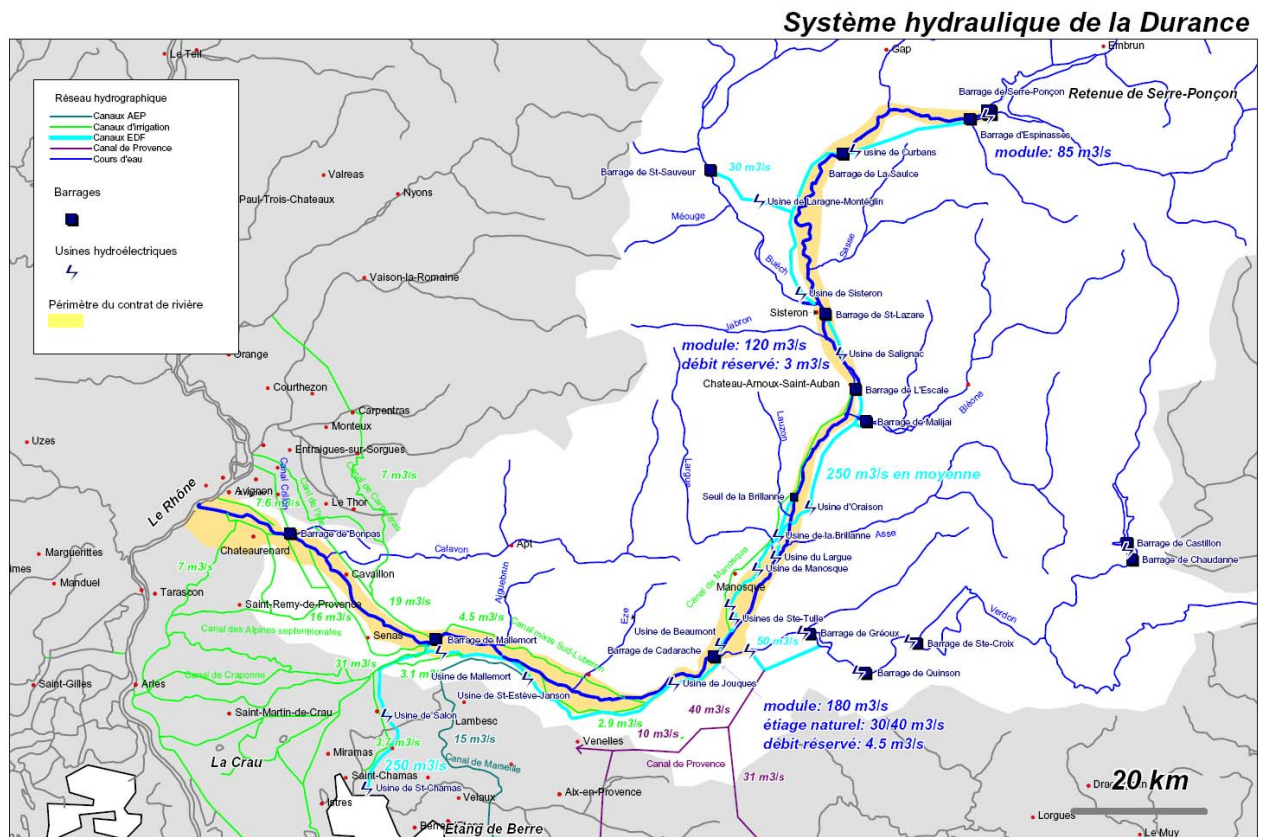 Système hydraulique de la Durance
Le Teil
Gap
Embrun
Réseau hydrographique
Canaux AEP
Canaux d'irrigation
Canaux EDF
Canal de Provence
Cours d'eau
Barrages
Usines hydroélectriques
Périmètre du contrat de rivière
Barrage de Serre-Ponçon
Retenue de Serre-Ponçon
Barrage d'Espinasses
module: 85 m3/s
Usine de Curbans
Barrage de La Saulce
30 m3/s
Barrage de St-Sauveur
Valreas
Nyons
Paul-Trois-Chateaux
Usine de Laragne-Montéglin
Méouge
Sasse
Buëch
Vaison-la-Romaine
Usine de Sisteron
Sisteron
Barrage de St-Lazare
Jabron
module: 120 m3/s
débit réservé: 3 m3/s
Usine de Salignac
Orange
Chateau-Arnoux-Saint-Auban
Barrage de L'Escale
Bléone
Courthezon
Carpentras
Monteux
Barrage de Malijai
Lauzon
Uzes
Entraigues-sur-Sorgues
Largue
7 m3/s
250 m3/s en moyenne
Canal Crillon
Canal de Carpentras
Avignon
7.6 m3/s
Le Thor
Seuil de la Brillanne
Usine d'Oraison
Le Rhône
Barrage de Bonpas
Usine de la Brillanne
Asse
Barrage de Castillon
Barrage de Chaudanne
Chateaurenard
Calavon
Apt
Usine du Largue
Usine de Manosque
Marguerittes
imes
Manduel
7 m3/s
Cavaillon
Aiguebrun
Canal de Manosque
Manosque
Tarascon
Saint-Remy-de-Provence
19 m3/s
16 m3/s
4.5 m3/s
Eze
Verdon
Usines de Ste-Tulle
Canal des Alpines septentrionales
Senas
Barrage de Mallemort
Canal mixte Sud-Luberon
Usine de Beaumont
Barrage de Gréoux
Barrage de Ste-Croix
50 m3/s
Barrage de Cadarache
31 m3/s
3.1 m
Canal de Craponne
Usine de Mallemort
Usine de Jouques
Barrage de Quinson
Saint-Gilles
Arles
Usine de St-Estève-Janson
Saint-Martin-de-Crau
Usine de Salon
Lambesc
2.9 m3/s
40 m3/s
module: 180 m3/s
étiage naturel: 30/40 m3/s
débit réservé: 4.5 m3/s
15 m3/s
10 m3/s
Venelles
Miramas
3.7 m3/s
La Crau
250 m3/s
Canal de Marseille
Canal de Provence
31 m3/s
Saint-Chamas
Usine de St-Chamas
20 km
Istres
Velaux
Aix-en-Provence
Lorgues
Le Muy
Etang de Berre